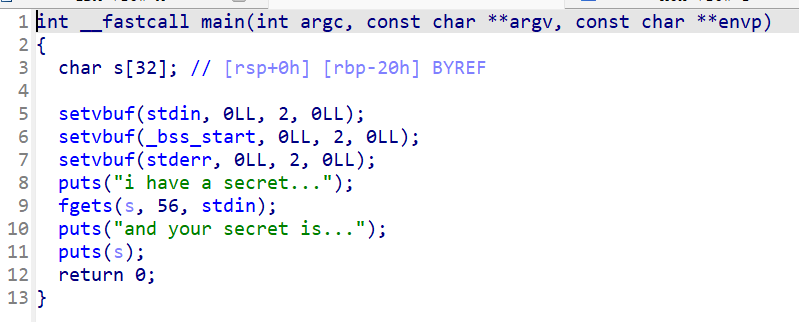 1 int __fastcall main(int argc, const char **argv, const char **envp)
2 {
3 char s[32]; // [rsp+0h] [rbp-20h] BYREF
4
5 setvbuf(stdin, 0LL, 2, 0LL);
6 setvbuf(_bss_start, 0LL, 2, 0LL);
7 setvbuf(stderr, 0LL, 2, 0LL);
8 puts("i have a secret...");
9 fgets(s, 56, stdin);
10 puts("and your secret is...");
11 puts(s);
12 return 0;
13 }